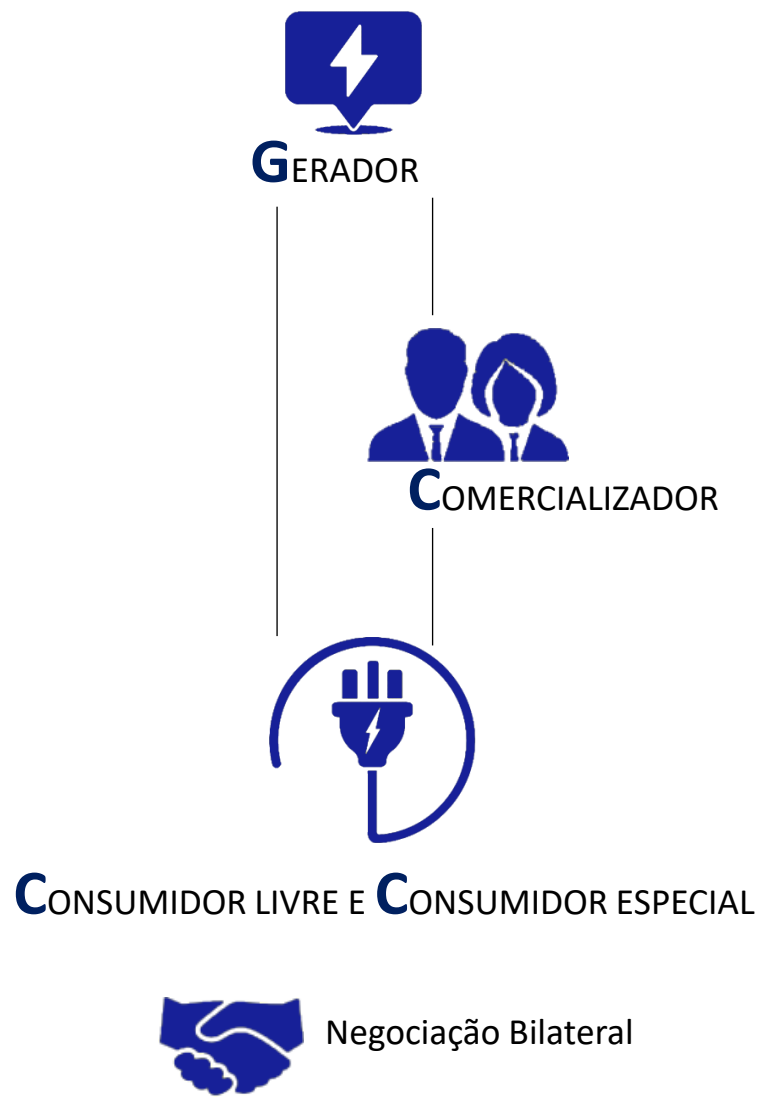 GERADOR
COMERCIALIZADOR
CONSUMIDOR LIVRE E CONSUMIDOR ESPECIAL
Negociação Bilateral